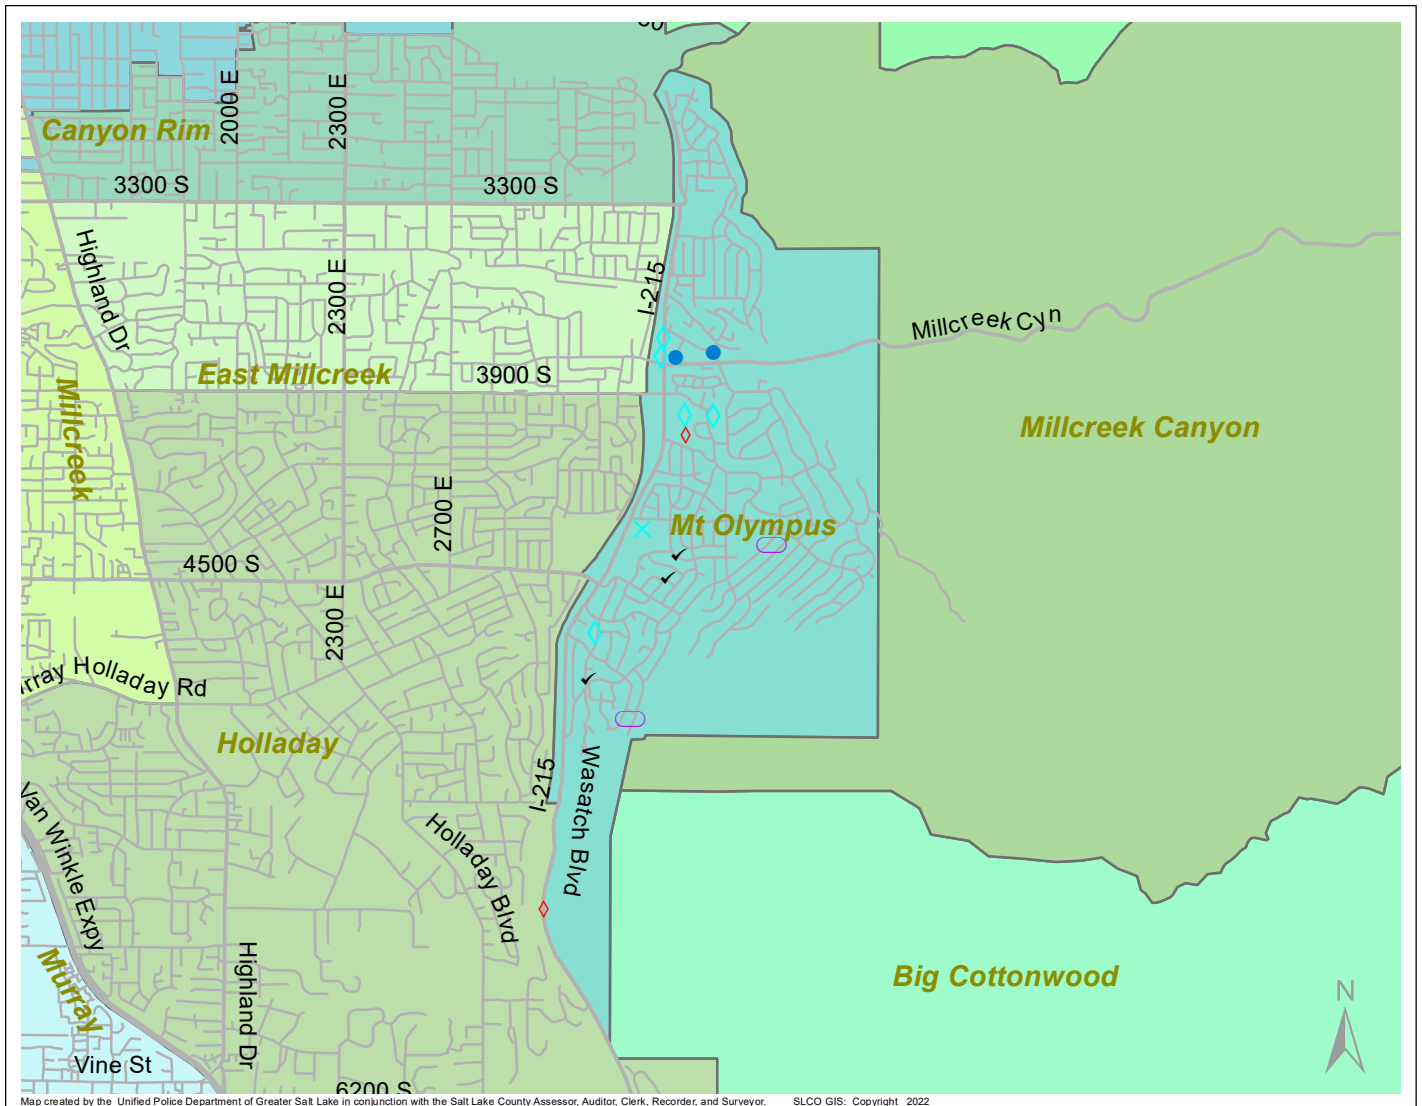 2000 E
2300 E
Canyon Rim
3300 S
3300 S
Highland Dr
2300 E
I-215
Millcreek Cyn
East Millcreek
3900 S
Millcreek
Millcreek Canyon
2700 E
Mt Olympus
4500 S
2300 E
rray Holladay Rd
Holladay
I-215
Wasatch Blvd
Van Winkle Expy
Holladay Blvd
Murray
Highland Dr
Big Cottonwood
N
Vine St
6200 S
Map created by the Unified Police Department of Greater Salt Lake in conjunction with the Salt Lake County Assessor, Auditor, Clerk, Recorder, and Surveyor. SLCO GIS: Copyright 2022